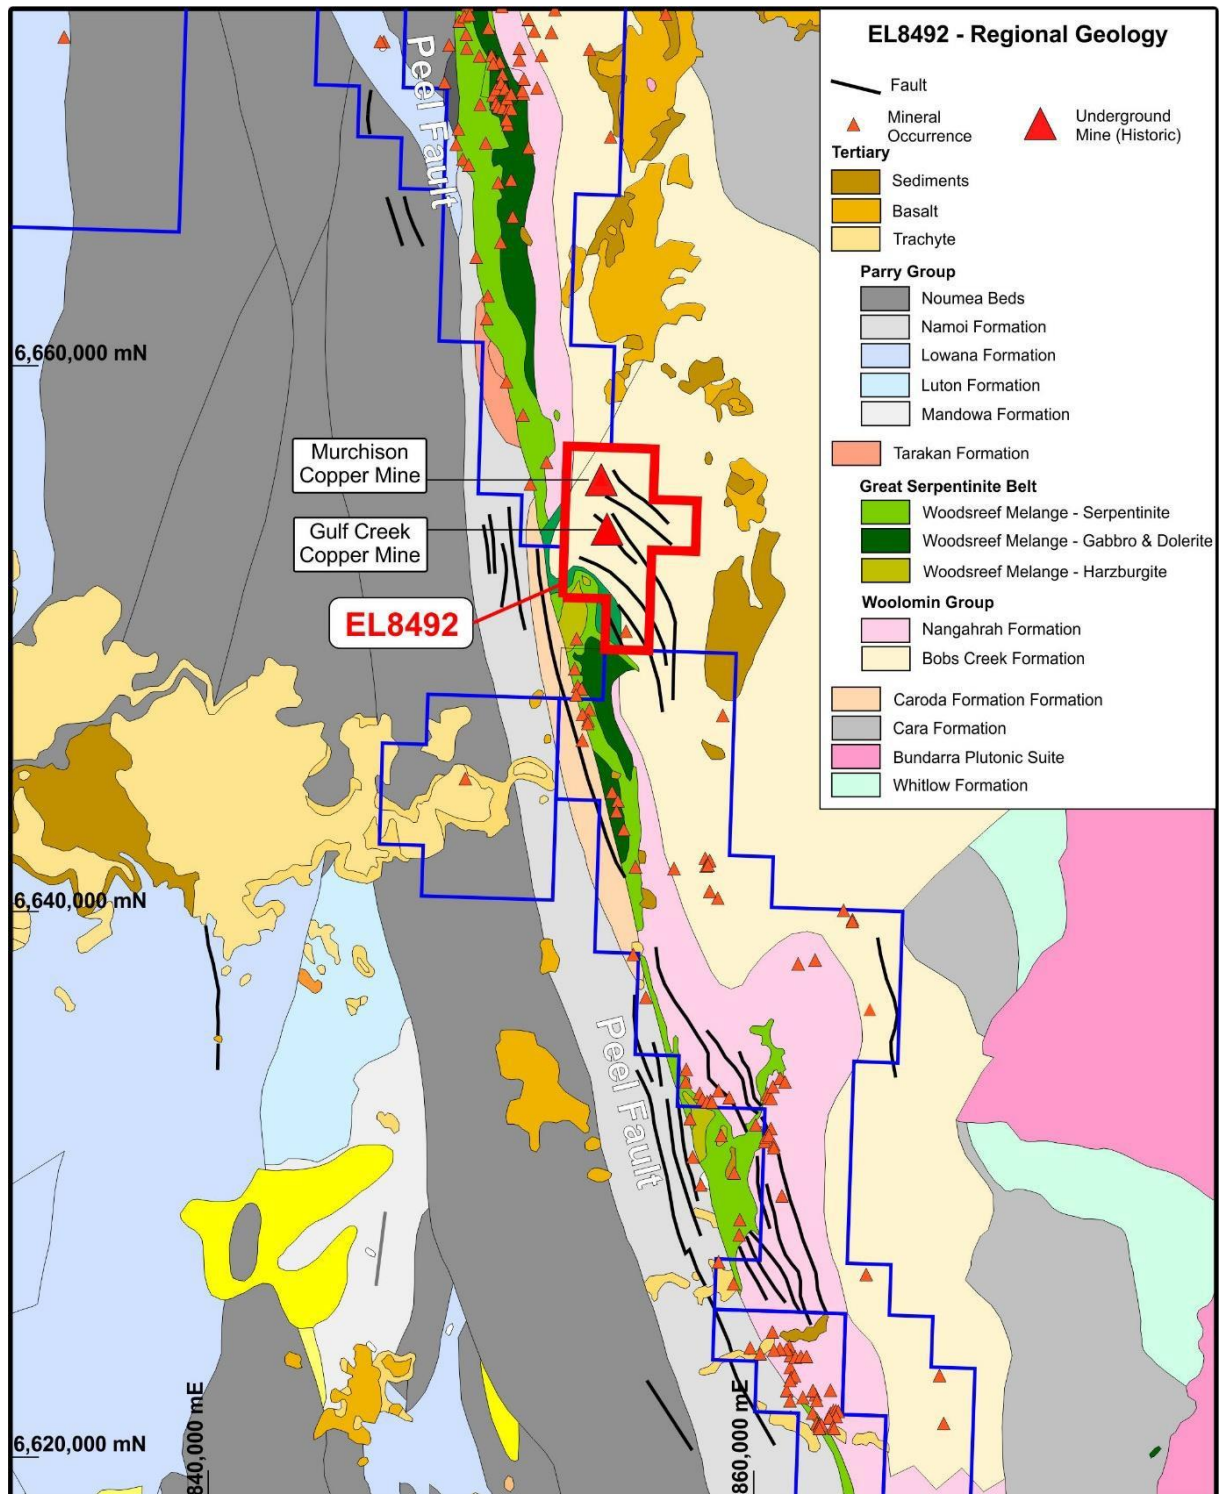 EL8492 - Regional Geology
Fault
Mineral
Occurrence
Underground
Mine (Historic)
Tertiary
Sediments
Basalt
Trachyte
Parry Group
Noumea Beds
Namoi Formation
Lowana Formation
Luton Formation
Mandowa Formation
Tarakan Formation
Great Serpentinite Belt
Woodsreef Melange - Serpentinite
Woodsreef Melange - Gabbro & Dolerite
Woodsreef Melange - Harzburgite
Woolomin Group
Nangahrah Formation
Bobs Creek Formation
Caroda Formation Formation
Cara Formation
Bundarra Plutonic Suite
Whitlow Formation
Peel Fault
6,660,000 mN
Murchison
Copper Mine
Gulf Creek
Copper Mine
EL8492
6,640,000 mN
Peel Fault
6,620,000 mN
840,000 mE
860,000 mE